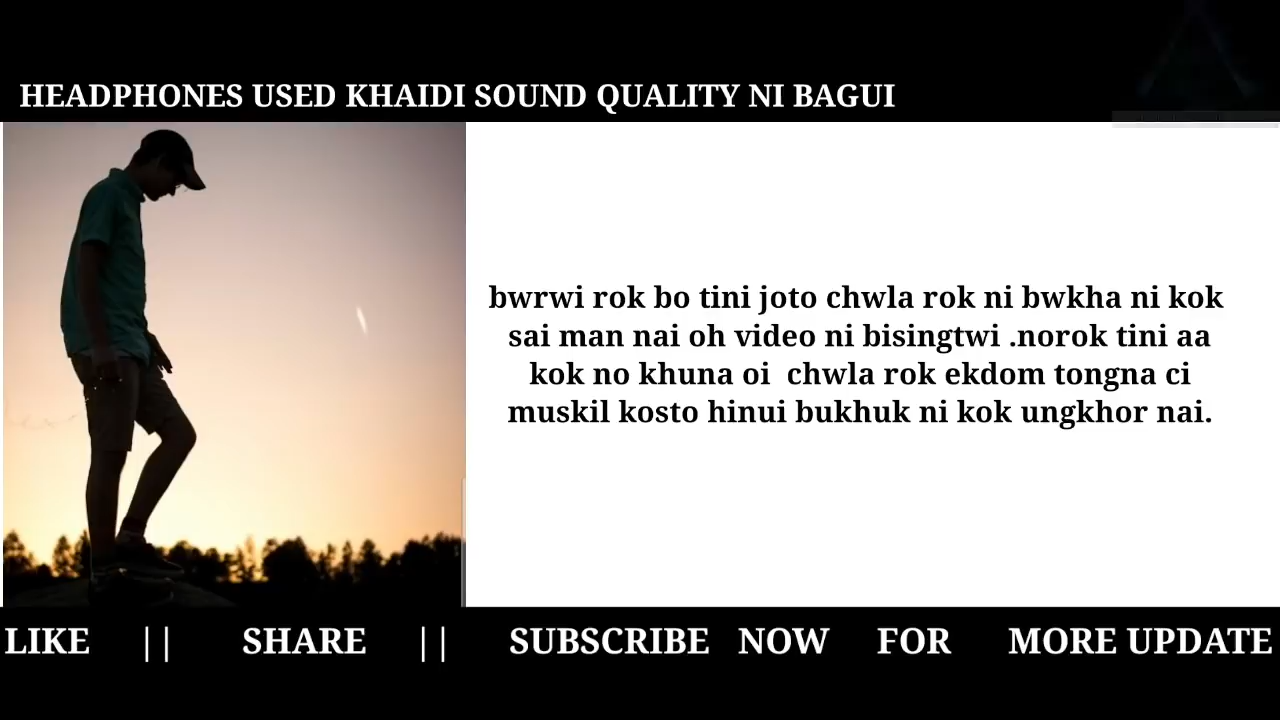 HEADPHONES USED KHAIDI SOUND QUALITY NI BAGUI
bwrwi rok bo tini joto chwla rok ni bwkha ni kok
sai man nai oh video ni bisingtwi .norok tini aa
kok no khuna oi chwla rok ekdom tongna ci
muskil kosto hinui bukhuk ni kok ungkhor nai.
LIKE || SHARE || SUBSCRIBE NOW FOR MORE UPDATE